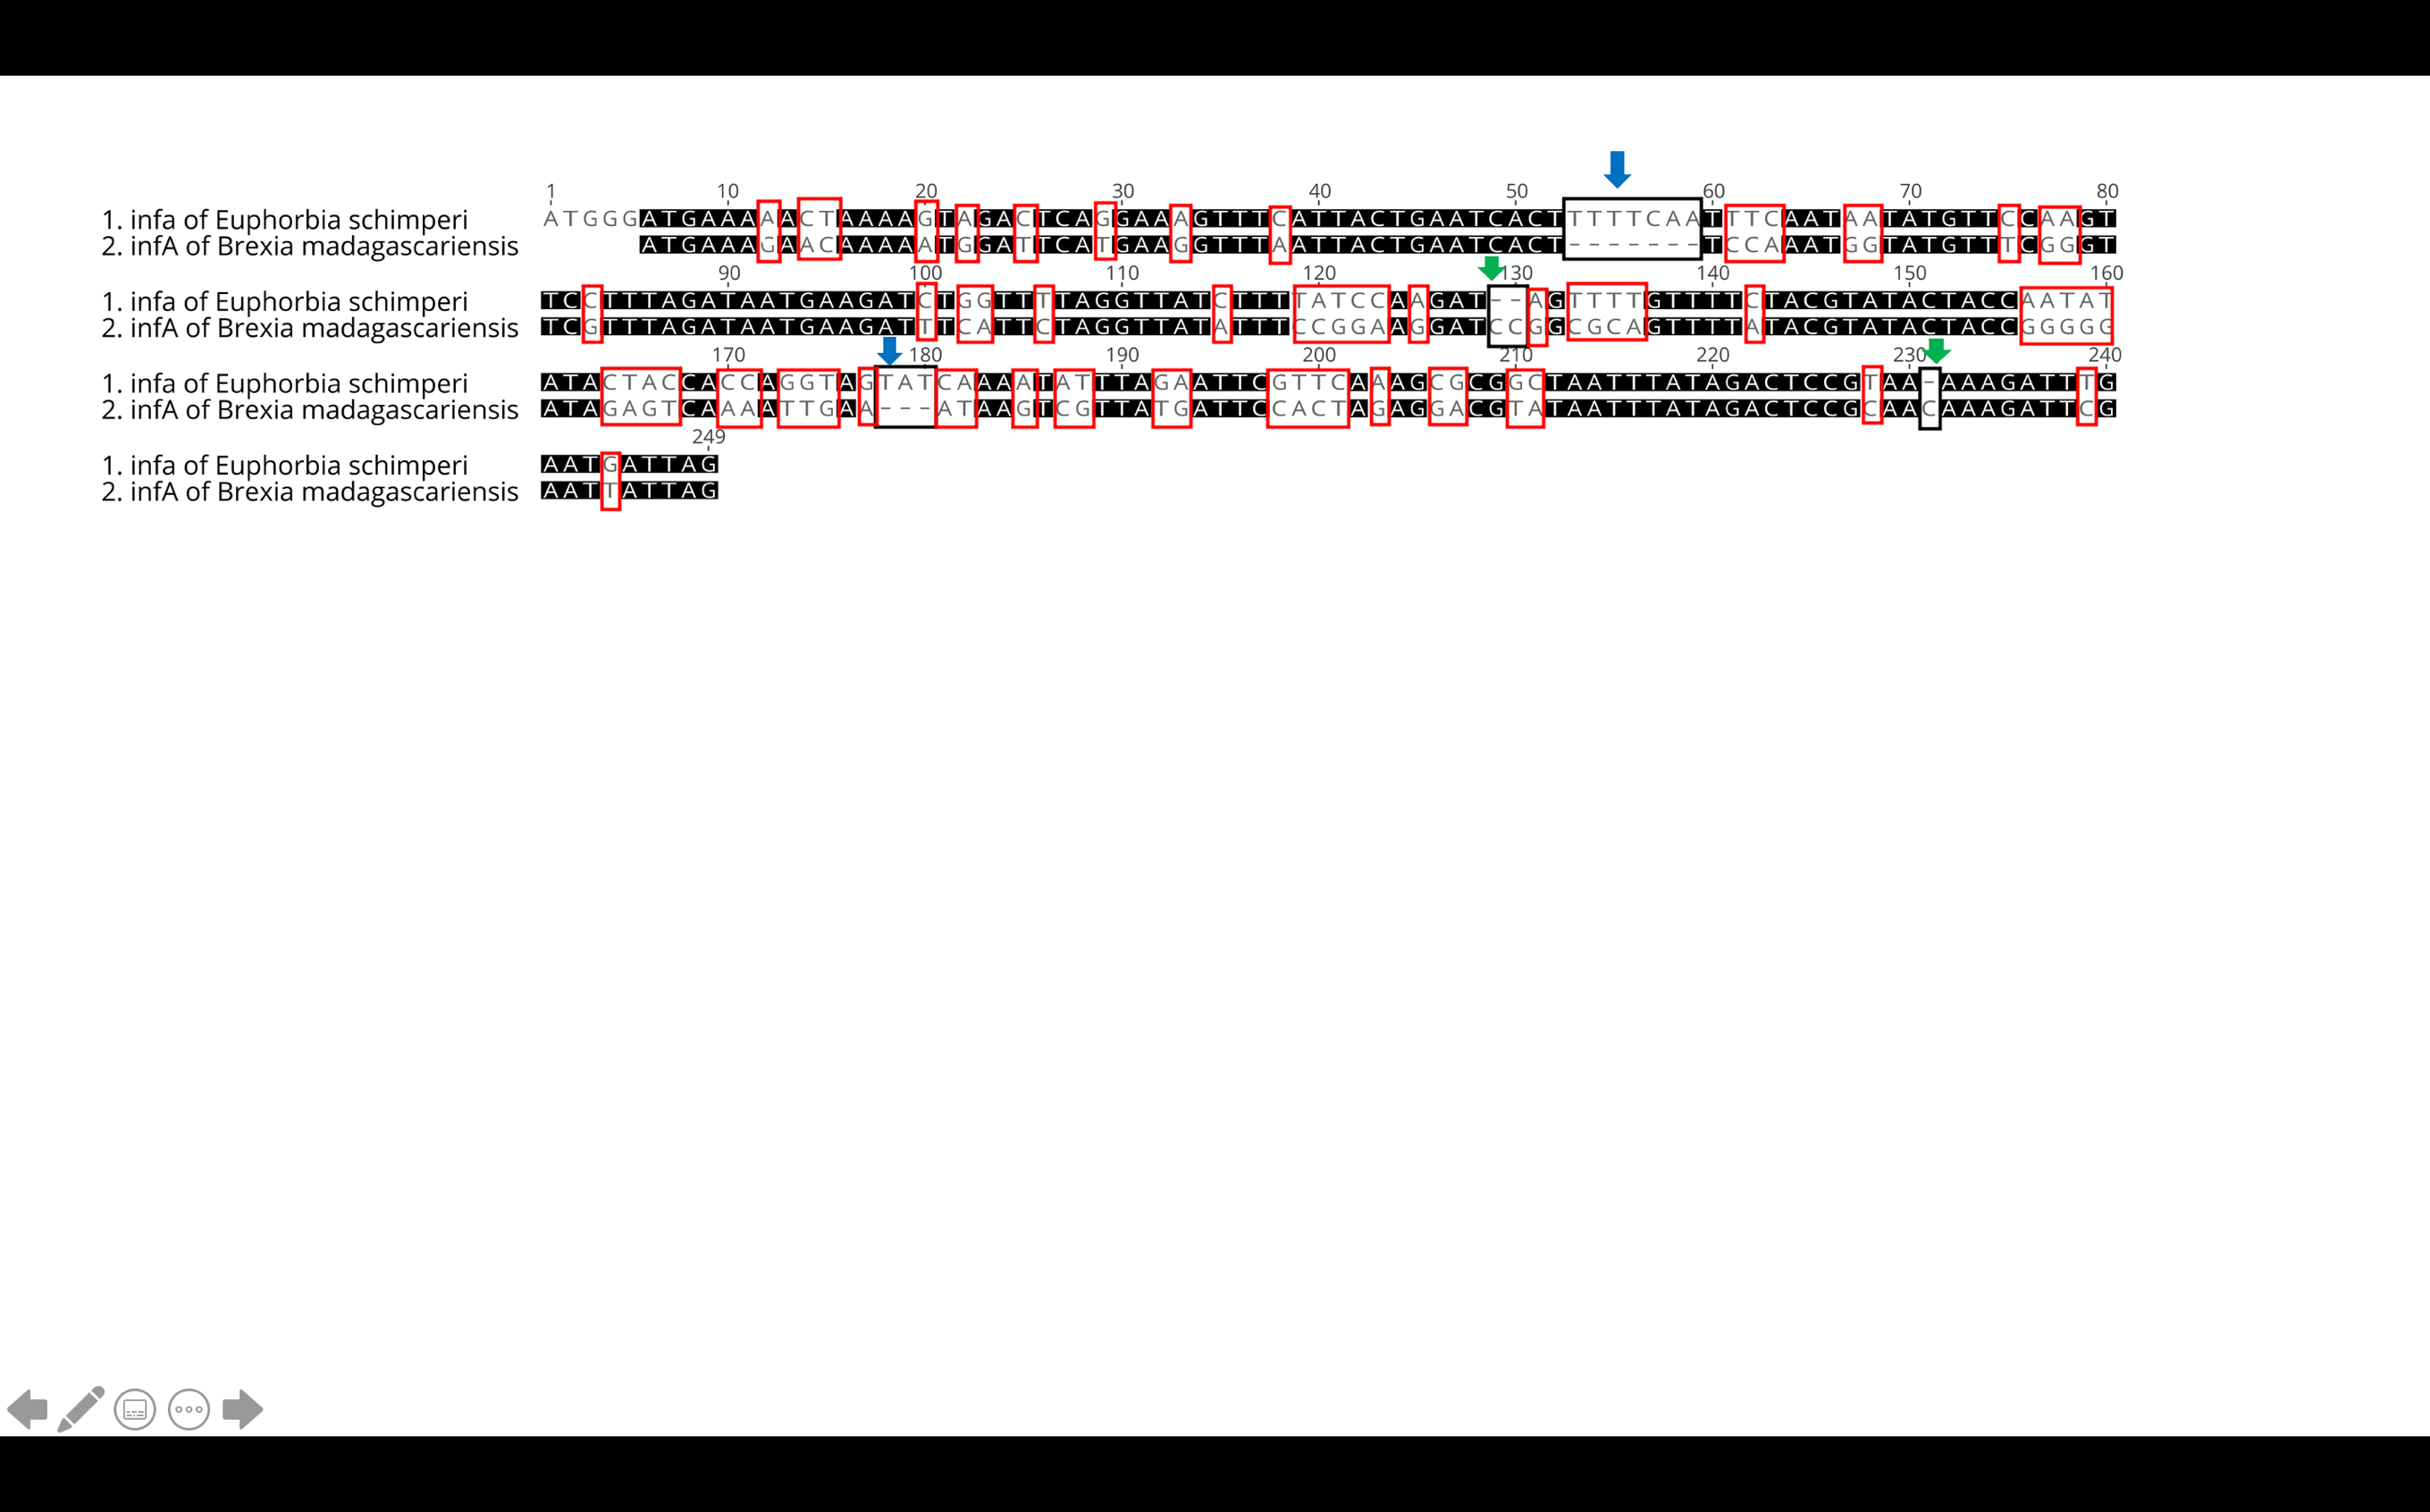 1 10 20 30 40 50 60 70 80
1. infa of Euphorbia schimperi ATGGGATGAAAAACTAAAAGTAGACTCAGGAAAGTTTCATTACTGAATCACTTTTTCAATTTCAATAATATGTTCCAAGT
2. infA of Brexia madagascariensis ATGAAAGAACAAAAATGGATTCATGAAGGTTTAATTACTGAATCACT-------TCCAAATGGTATGTTTCGGGT
90 100 110 120 130 140 150 160
1. infa of Euphorbia schimperi TCCTTTAGATAATGAAGATCTGGTTTTAGGTTATCTTTTATCCAAGAT--AGTTTTGTTTTCTACGTATACTACCAATAT
2. infA of Brexia madagascariensis TCGTTTAGATAATGAAGATTTCATTCTAGGTTATATTTCCGGAAGGATCCGGCGCAGTTTTATACGTATACTACCGGGGG
170 180 190 200 210 220 230 240
1. infa of Euphorbia schimperi ATACTACCACCAGGTAGTATCAAAATATTTAGAATTCGTTCAAAGCGCGGCTAATTTATAGACTCCGTAA-AAAGATTTG
2. infA of Brexia madagascariensis ATAGAGTCAAAATTGAA---ATAAGTCGTTATGATTCCACTAGAGGACGTATAATTTATAGACTCCGCAACAAAGATTCG
249
1. infa of Euphorbia schimperi AATGATTAG
2. infA of Brexia madagascariensis AATTATTAG